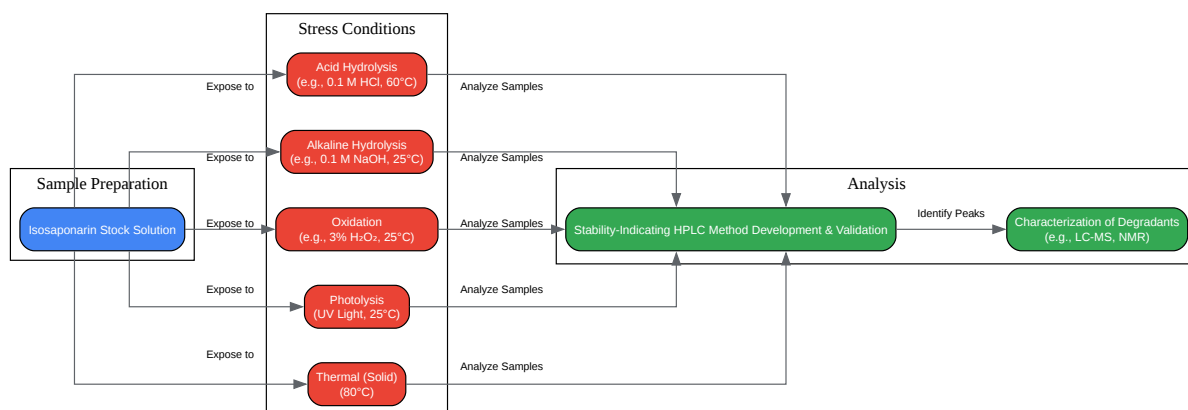 Stress Conditions
Acid Hydrolysis
(e.g., 0.1 M HCl, 60°C)
Expose to
Analyze Samples
Alkaline Hydrolysis
(e.g., 0.1 M NaOH, 25°C)
Expose to
Analyze Samples
Sample Preparation
Isosaponarin Stock Solution
Expose to
Oxidation
(e.g., 3% H₂O₂, 25°C)
Analyze Samples
Analysis
Stability-Indicating HPLC Method Development & Validation
Identify Peaks
Characterization of Degradants
(e.g., LC-MS, NMR)
Expose to
Photolysis
(UV Light, 25°C)
Analyze Samples
Expose to
Thermal (Solid)
(80°C)
Analyze Samples